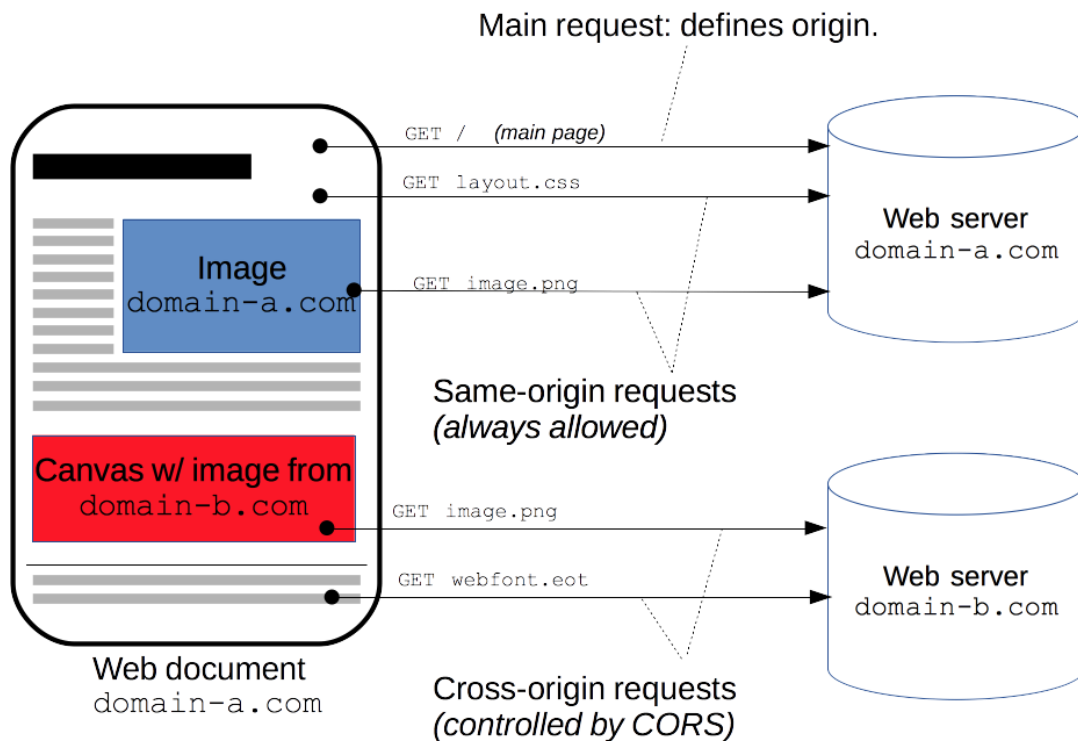 Main request: defines origin.
GET / (main page)
GET layout.css
Web server
domain-a.com
Image
domain-a.com
GET image.png
Same-origin requests
(always allowed)
Canvas w/ image from
domain-b.com
GET image.png
GET webfont.eot
Web server
domain-b.com
Web document
domain-a.com
Cross-origin requests
(controlled by CORS)